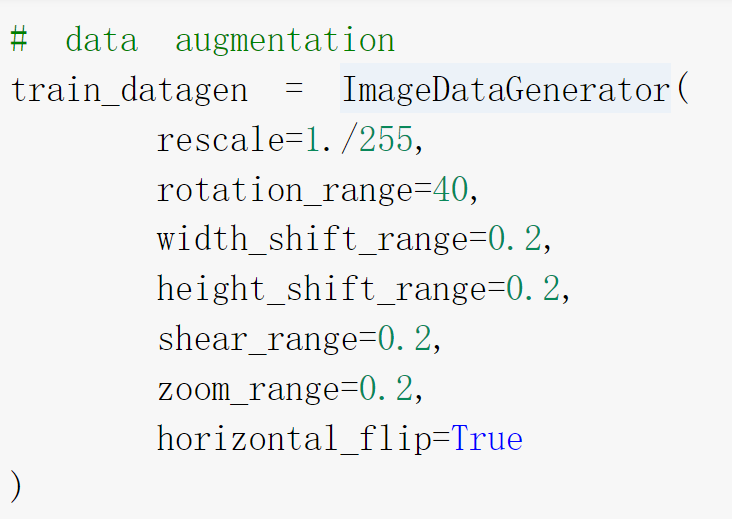 # data augmentation
train_datagen = ImageDataGenerator(
rescale=1./255,
rotation_range=40,
width_shift_range=0.2,
height_shift_range=0.2,
shear_range=0.2,
zoom_range=0.2,
horizontal_flip=True
)